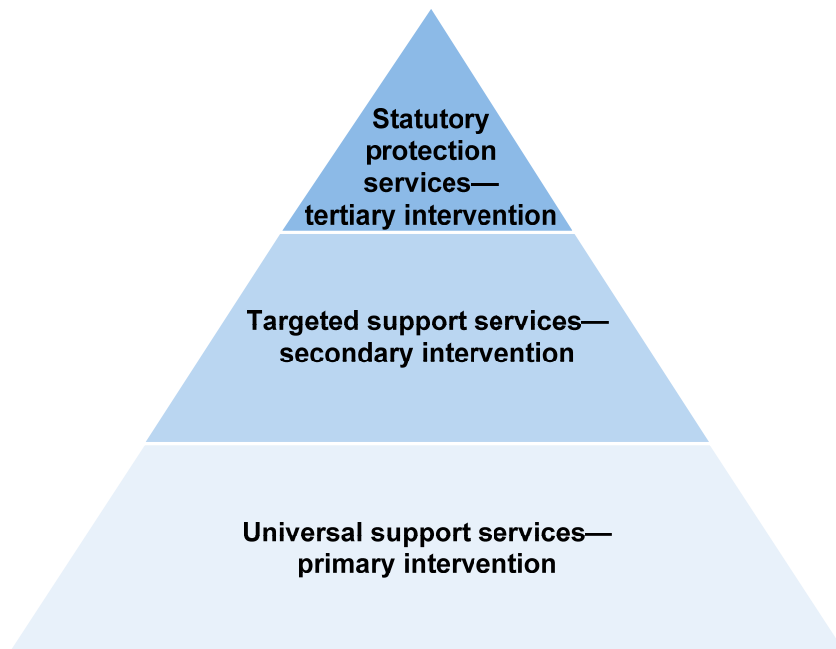 Statutory
protection
services—
tertiary intervention
Targeted support services—
secondary intervention
Universal support services—
primary intervention